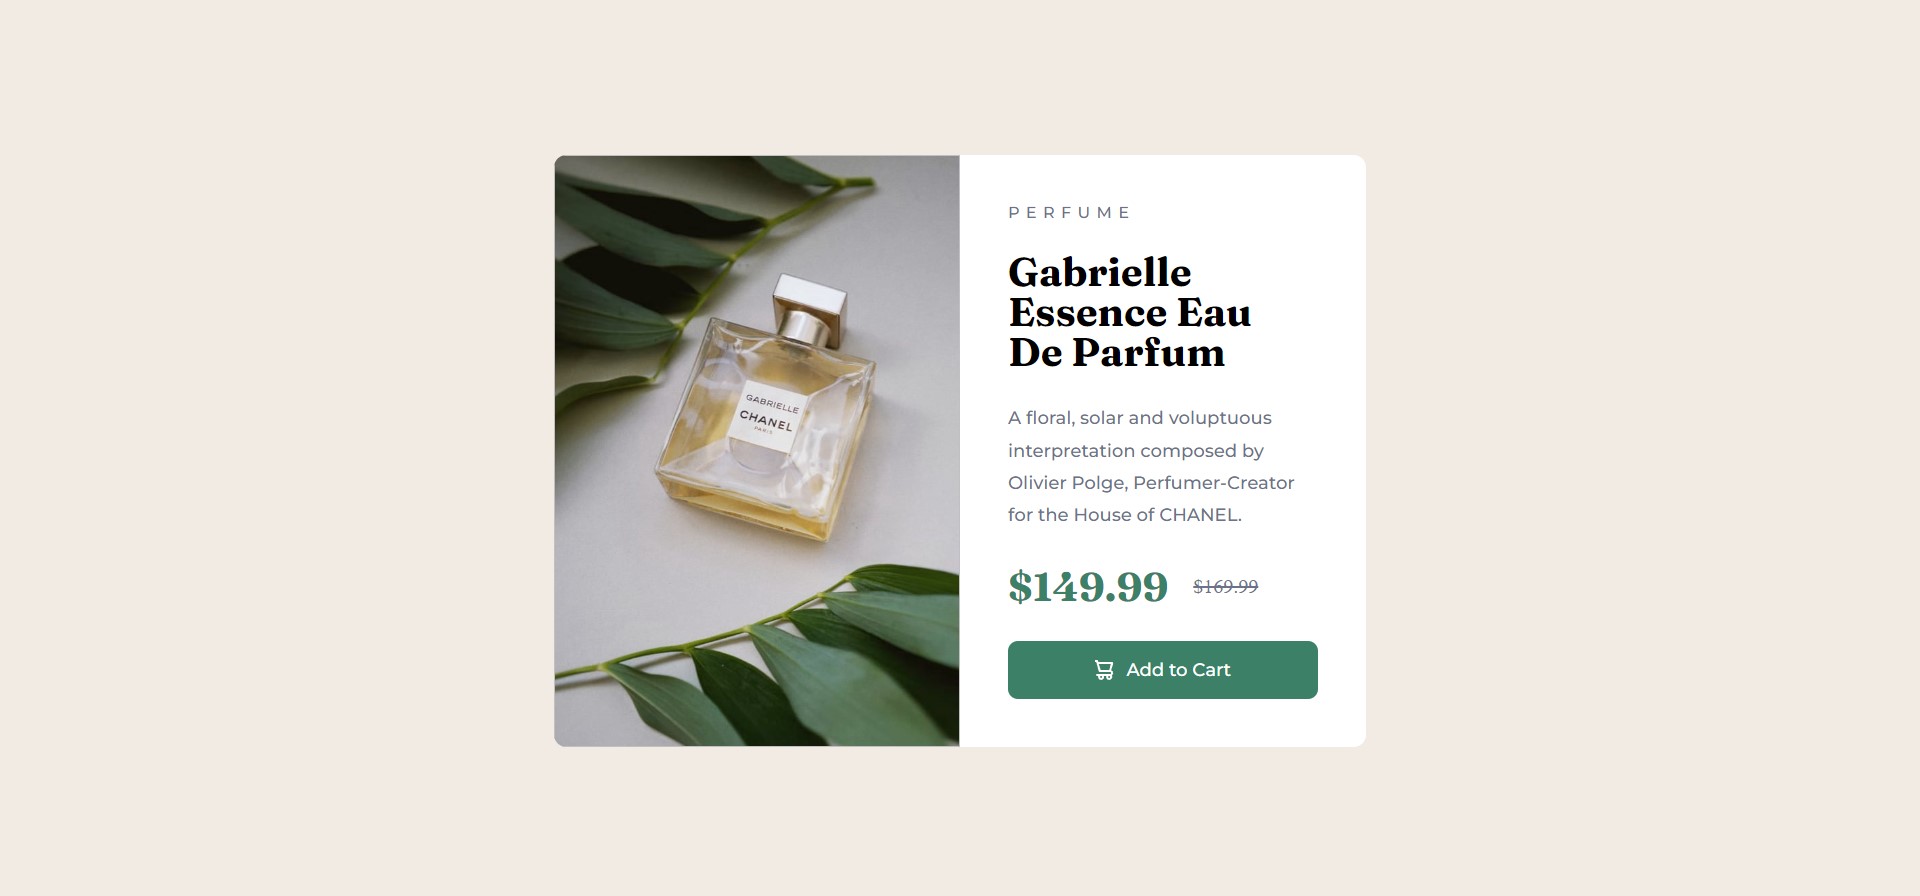 GABRIELLE
CHANEL
PARIS
PERFUME
Gabrielle
Essence Eau
De Parfum
A floral, solar and voluptuous
interpretation composed by
Olivier Polge, Perfumer-Creator
for the House of CHANEL.
$149.99 $169.99
Add to Cart